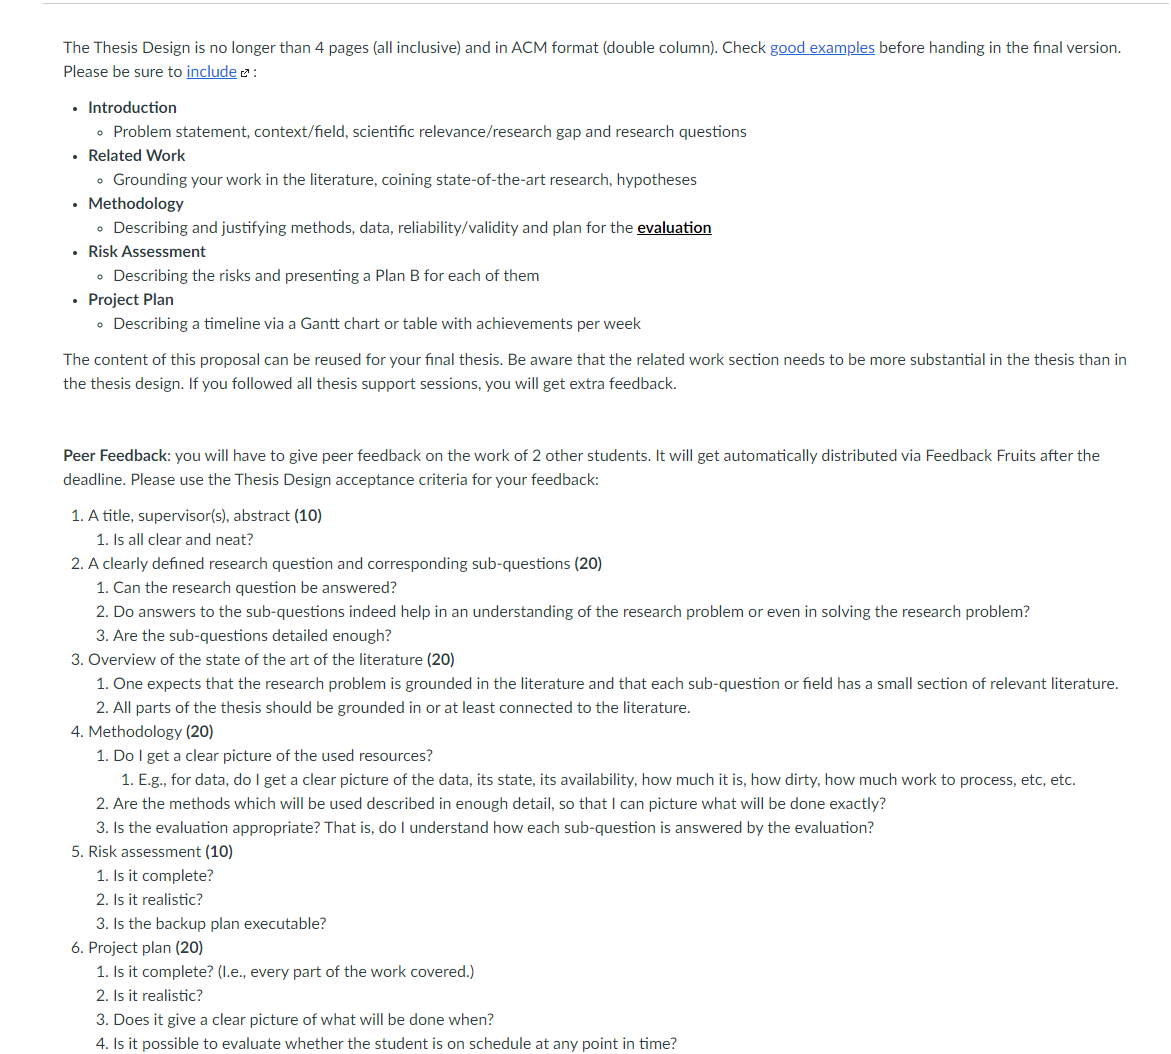 The Thesis Design is no longer than 4 pages (all inclusive) and in ACM format (double column). Check good examples before handing in the final version.
Please be sure to include :
• Introduction
◦ Problem statement, context/field, scientific relevance/research gap and research questions
• Related Work
◦ Grounding your work in the literature, coining state-of-the-art research, hypotheses
• Methodology
◦ Describing and justifying methods, data, reliability/validity and plan for the evaluation
• Risk Assessment
◦ Describing the risks and presenting a Plan B for each of them
• Project Plan
◦ Describing a timeline via a Gantt chart or table with achievements per week
The content of this proposal can be reused for your final thesis. Be aware that the related work section needs to be more substantial in the thesis than in
the thesis design. If you followed all thesis support sessions, you will get extra feedback.
Peer Feedback: you will have to give peer feedback on the work of 2 other students. It will get automatically distributed via Feedback Fruits after the
deadline. Please use the Thesis Design acceptance criteria for your feedback:
1. A title, supervisor(s), abstract (10)
1. Is all clear and neat?
2. A clearly defined research question and corresponding sub-questions (20)
1. Can the research question be answered?
2. Do answers to the sub-questions indeed help in an understanding of the research problem or even in solving the research problem?
3. Are the sub-questions detailed enough?
3. Overview of the state of the art of the literature (20)
1. One expects that the research problem is grounded in the literature and that each sub-question or field has a small section of relevant literature.
2. All parts of the thesis should be grounded in or at least connected to the literature.
4. Methodology (20)
1. Do I get a clear picture of the used resources?
1. E.g., for data, do I get a clear picture of the data, its state, its availability, how much it is, how dirty, how much work to process, etc, etc.
2. Are the methods which will be used described in enough detail, so that I can picture what will be done exactly?
3. Is the evaluation appropriate? That is, do I understand how each sub-question is answered by the evaluation?
5. Risk assessment (10)
1. Is it complete?
2. Is it realistic?
3. Is the backup plan executable?
6. Project plan (20)
1. Is it complete? (I.e., every part of the work covered.)
2. Is it realistic?
3. Does it give a clear picture of what will be done when?
4. Is it possible to evaluate whether the student is on schedule at any point in time?